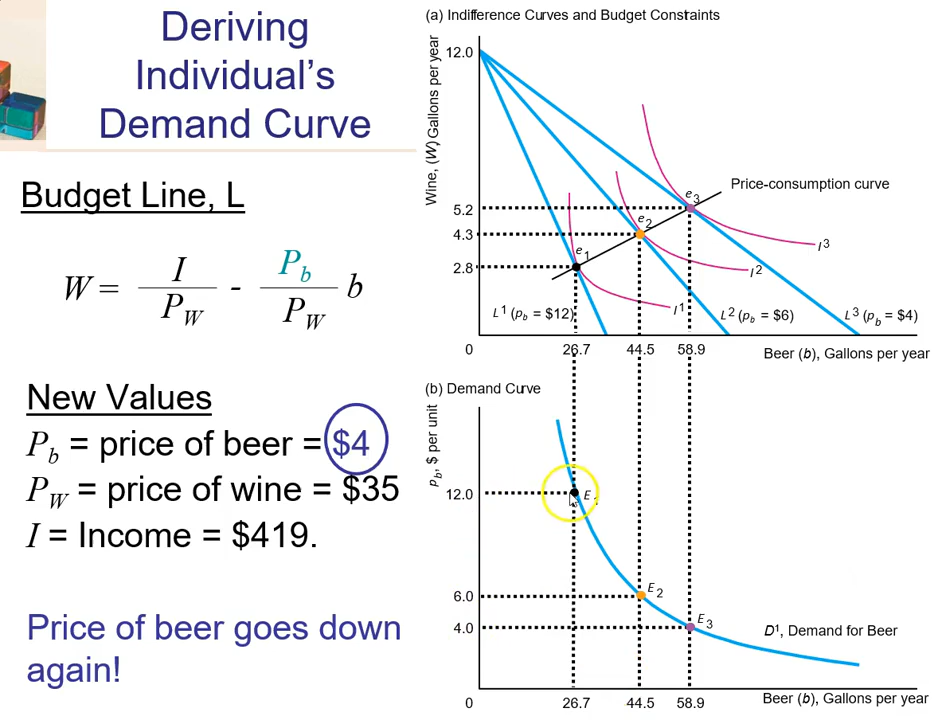 Deriving
Individual's
Demand Curve
Budget Line, L
W = I / P_W - P_b / P_W b
New Values
P_b = price of beer = $4
P_W = price of wine = $35
I = Income = $419.
Price of beer goes down
again!
(a) Indifference Curves and Budget Constraints
Wine, (W) Gallons per year
12.0
5.2
4.3
2.8
0
e1
e2
e3
Price-consumption curve
I3
I2
I1
L1 (pb = $12)
L2 (pb = $6)
L3 (pb = $4)
26.7
44.5
58.9
Beer (b), Gallons per year
(b) Demand Curve
pb, $ per unit
12.0
6.0
4.0
0
E1
E2
E3
D1, Demand for Beer
26.7
44.5
58.9
Beer (b), Gallons per year